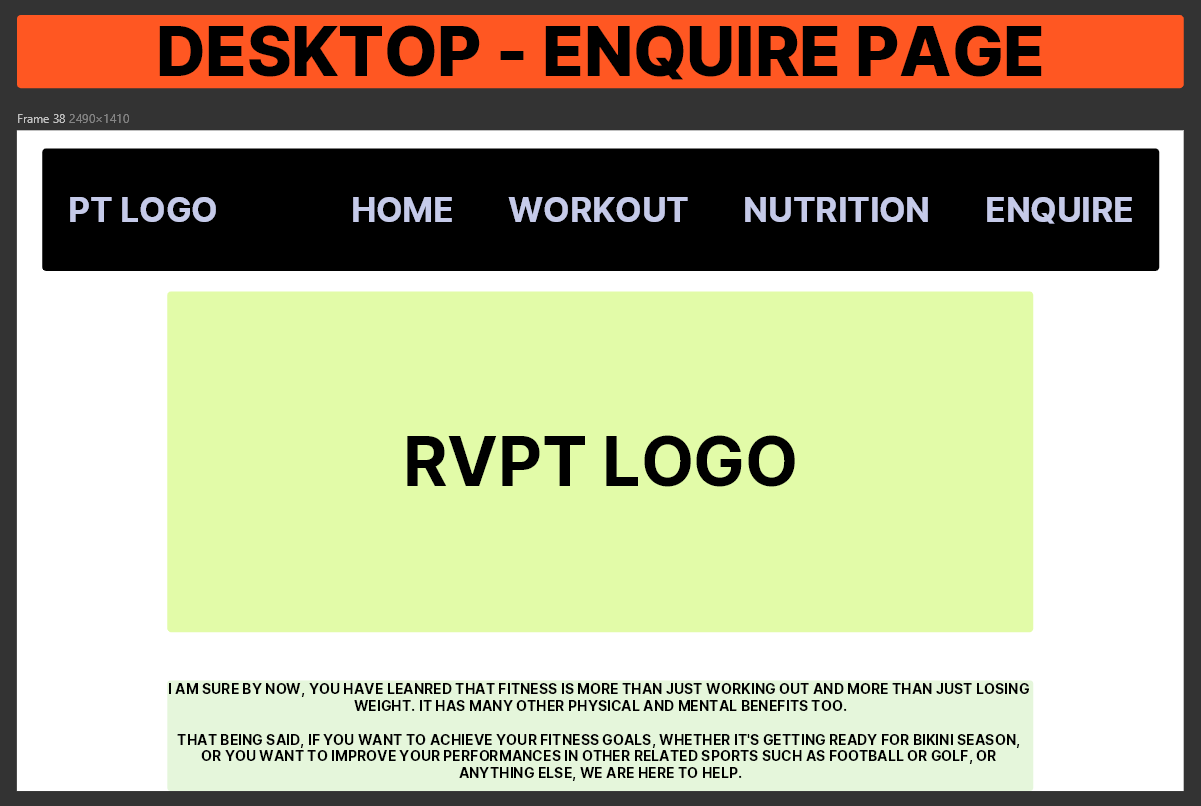 DESKTOP - ENQUIRE PAGE
Frame 38 2490×1410
PT LOGO HOME WORKOUT NUTRITION ENQUIRE
RVPT LOGO
I AM SURE BY NOW, YOU HAVE LEANRED THAT FITNESS IS MORE THAN JUST WORKING OUT AND MORE THAN JUST LOSING
WEIGHT. IT HAS MANY OTHER PHYSICAL AND MENTAL BENEFITS TOO.
THAT BEING SAID, IF YOU WANT TO ACHIEVE YOUR FITNESS GOALS, WHETHER IT'S GETTING READY FOR BIKINI SEASON,
OR YOU WANT TO IMPROVE YOUR PERFORMANCES IN OTHER RELATED SPORTS SUCH AS FOOTBALL OR GOLF, OR
ANYTHING ELSE, WE ARE HERE TO HELP.